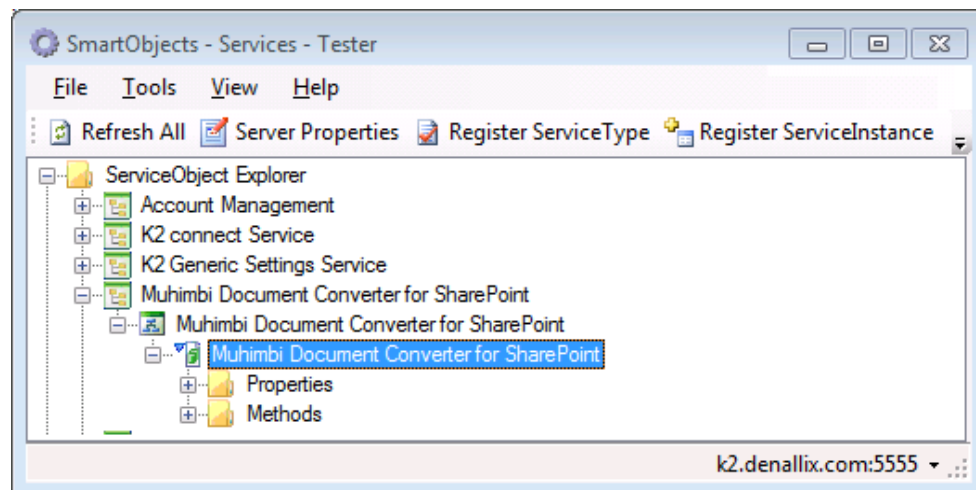 SmartObjects - Services - Tester
File Tools View Help
Refresh All Server Properties Register ServiceType Register ServiceInstance
ServiceObject Explorer
Account Management
K2 connect Service
K2 Generic Settings Service
Muhimbi Document Converter for SharePoint
Muhimbi Document Converter for SharePoint
Muhimbi Document Converter for SharePoint
Properties
Methods
k2.denallix.com:5555